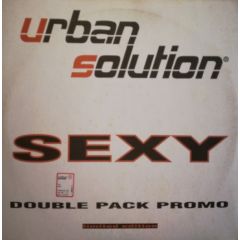 urban
solution®
SEXY
DOUBLE PACK PROMO
limited edition